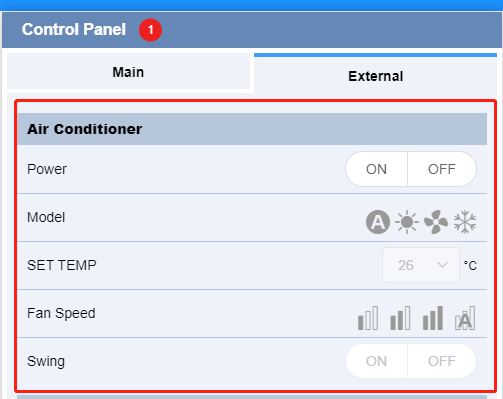 Control Panel 1
Main External
Air Conditioner
Power ON OFF
Model A
SET TEMP 26 °C
Fan Speed A
Swing ON OFF